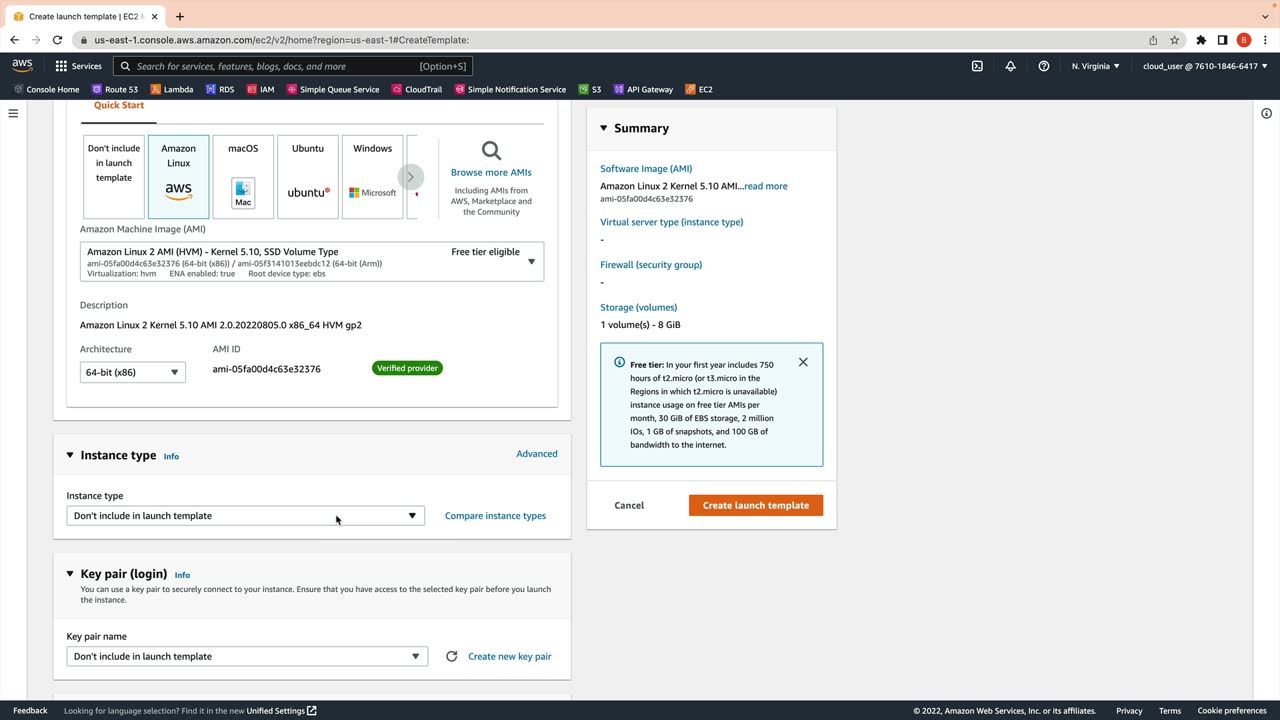 Create launch template | EC2 M
us-east-1.console.aws.amazon.com/ec2/v2/home?region=us-east-1#CreateTemplate:
B
aws
Services
Search for services, features, blogs, docs, and more
[Option+S]
N. Virginia
cloud_user @ 7610-1846-6417
Console Home
Route 53
Lambda
RDS
IAM
Simple Queue Service
CloudTrail
Simple Notification Service
S3
API Gateway
EC2
Quick Start
Don't include
in launch
template
Amazon
Linux
aws
macOS
Mac
Ubuntu
ubuntu®
Windows
Microsoft
Browse more AMIs
Including AMIs from
AWS, Marketplace and
the Community
Amazon Machine Image (AMI)
Amazon Linux 2 AMI (HVM) - Kernel 5.10, SSD Volume Type
Free tier eligible
ami-05fa00d4c63e32376 (64-bit (x86)) / ami-05f3141013eebdc12 (64-bit (Arm))
Virtualization: hvm ENA enabled: true Root device type: ebs
Description
Amazon Linux 2 Kernel 5.10 AMI 2.0.20220805.0 x86_64 HVM gp2
Architecture
64-bit (x86)
AMI ID
ami-05fa00d4c63e32376
Verified provider
Instance type
Info
Advanced
Instance type
Don't include in launch template
Compare instance types
Key pair (login)
Info
You can use a key pair to securely connect to your instance. Ensure that you have access to the selected key pair before you launch
the instance.
Key pair name
Don't include in launch template
Create new key pair
Summary
Software Image (AMI)
Amazon Linux 2 Kernel 5.10 AMI...read more
ami-05fa00d4c63e32376
Virtual server type (instance type)
-
Firewall (security group)
-
Storage (volumes)
1 volume(s) - 8 GiB
Free tier: In your first year includes 750
hours of t2.micro (or t3.micro in the
Regions in which t2.micro is unavailable)
instance usage on free tier AMIs per
month, 30 GiB of EBS storage, 2 million
IOs, 1 GB of snapshots, and 100 GB of
bandwidth to the internet.
Cancel
Create launch template
Feedback
Looking for language selection? Find it in the new Unified Settings
© 2022, Amazon Web Services, Inc. or its affiliates.
Privacy
Terms
Cookie preferences